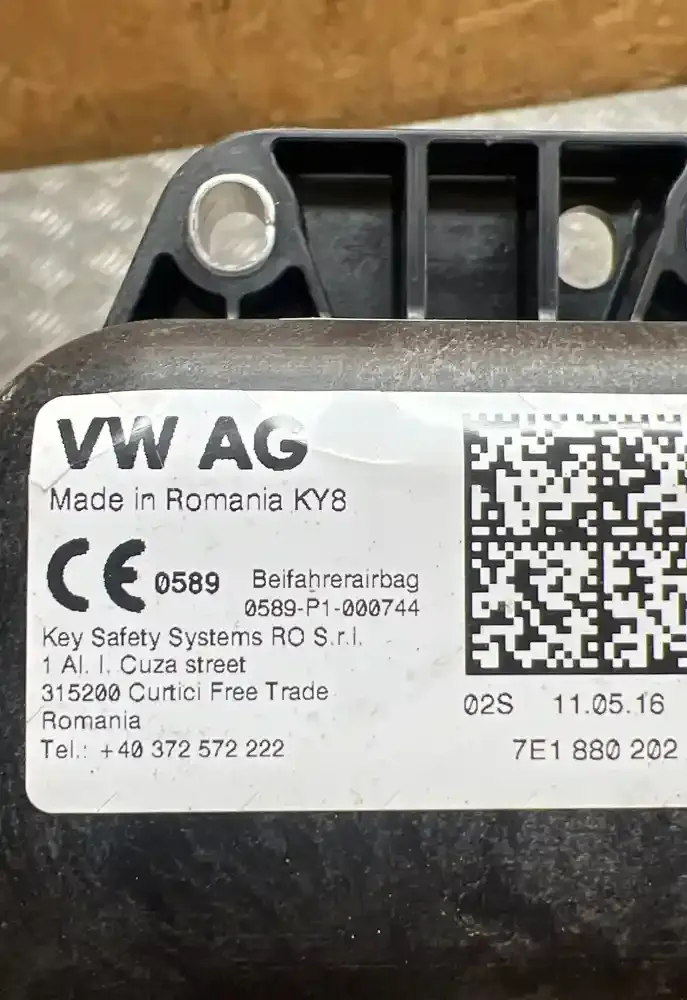 VW AG
Made in Romania KY8
CE 0589 Beifahrerairbag
0589-P1-000744
Key Safety Systems RO S.r.l.
1 Al. I. Cuza street
315200 Curtici Free Trade
Romania
Tel.: +40 372 572 222
02S 11.05.16
7E1 880 202